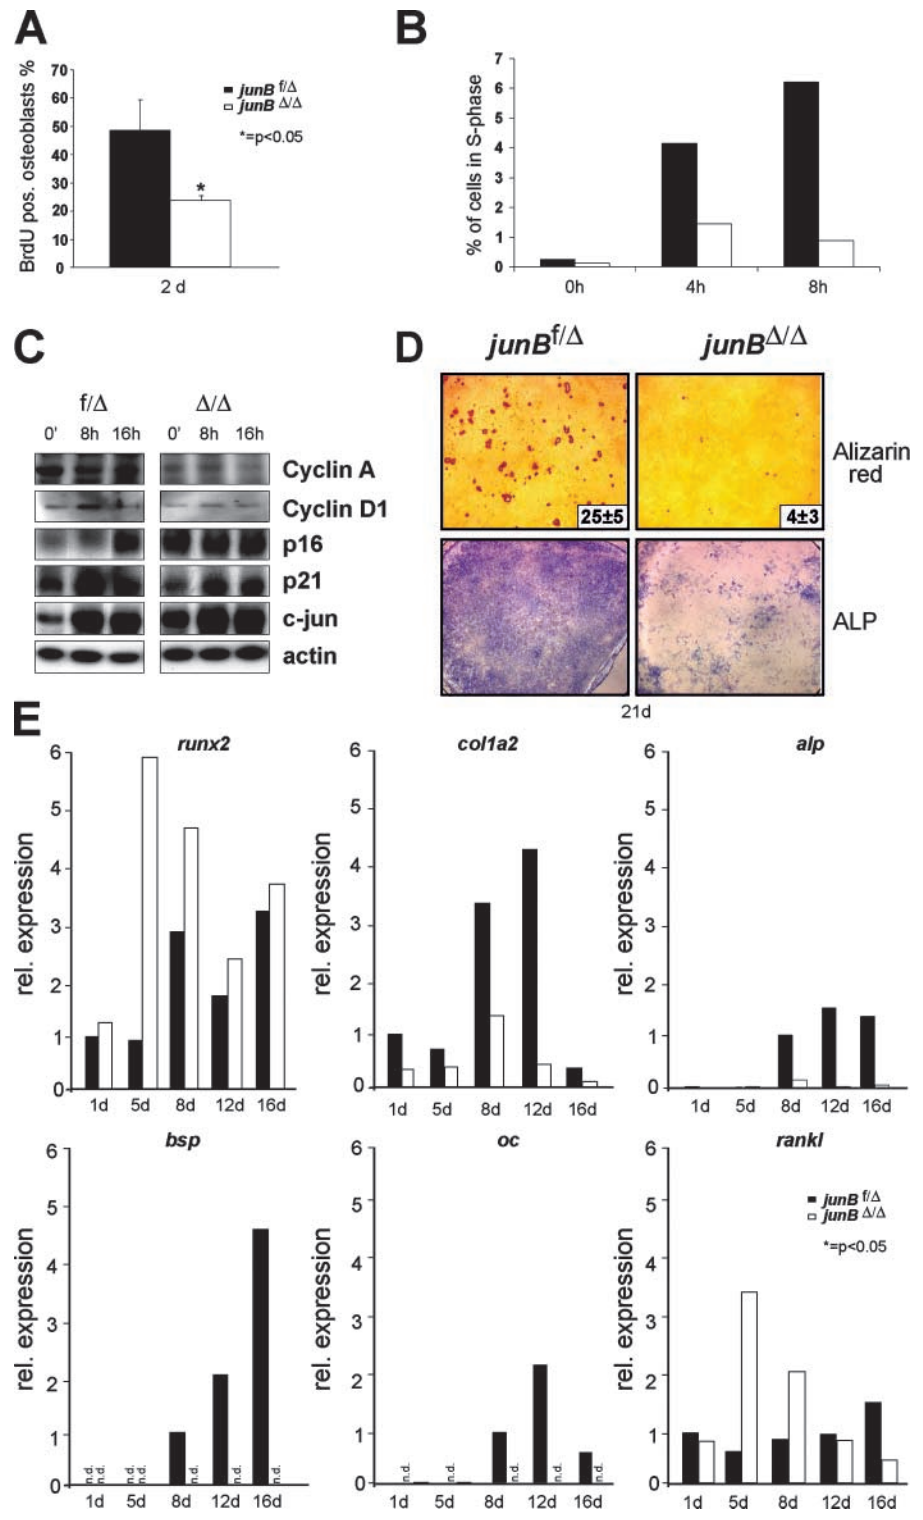 A
BrdU pos. osteoblasts %
70
60
50
40
30
20
10
0
junB f/Δ
junB Δ/Δ
*=p<0.05
*
2 d
B
% of cells in S-phase
7
6
5
4
3
2
1
0
0h 4h 8h
C
f/Δ Δ/Δ
0' 8h 16h 0' 8h 16h
Cyclin A
Cyclin D1
p16
p21
c-jun
actin
D
junB f/Δ junB Δ/Δ
Alizarin
red
25±5 4±3
ALP
21d
E
runx2
rel. expression
6
5
4
3
2
1
0
1d 5d 8d 12d 16d
col1a2
rel. expression
6
5
4
3
2
1
0
1d 5d 8d 12d 16d
alp
rel. expression
6
5
4
3
2
1
0
1d 5d 8d 12d 16d
bsp
rel. expression
6
5
4
3
2
1
0
n.d. n.d. n.d. n.d. n.d. n.d. n.d.
1d 5d 8d 12d 16d
oc
rel. expression
6
5
4
3
2
1
0
n.d. n.d. n.d. n.d. n.d.
1d 5d 8d 12d 16d
rankl
rel. expression
6
5
4
3
2
1
0
junB f/Δ
junB Δ/Δ
*=p<0.05
1d 5d 8d 12d 16d